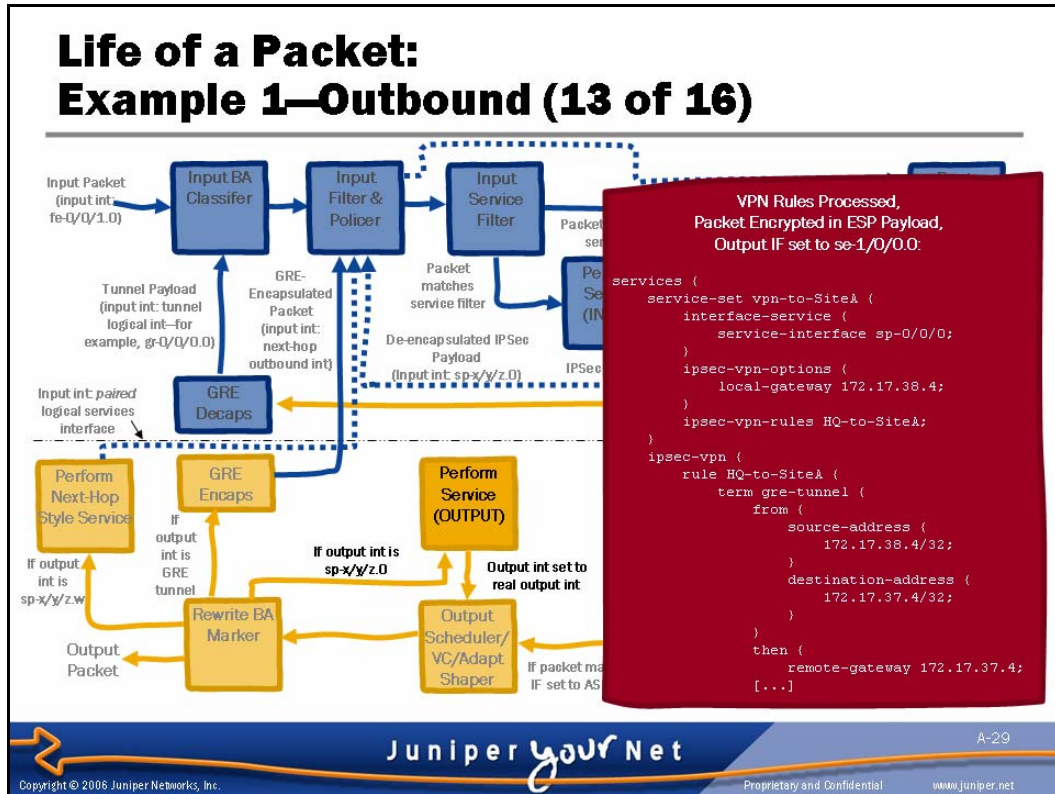 Life of a Packet:
Example 1—Outbound (13 of 16)
Input Packet
(input int:
fe-0/0/1.0)
Input BA
Classifer
Input
Filter &
Policer
Input
Service
Filter
Packet
Tunnel Payload
(input int: tunnel
logical int—for
example, gr-0/0/0.0)
GRE-
Encapsulated
Packet
(input int:
next-hop
outbound int)
Packet
matches
service filter
De-encapsulated IPSec
Payload
(Input int: sp-x/y/z.0)
(IN
IPSec
Input int: paired
logical services
interface
GRE
Decaps
Perform
Next-Hop
Style Service
GRE
Encaps
Perform
Service
(OUTPUT)
If output
int is
sp-x/y/z.w
If
output
int is
GRE
tunnel
If output int is
sp-x/y/z.0
Output int set to
real output int
Rewrite BA
Marker
Output
Scheduler/
VC/Adapt
Shaper
Output
Packet
If packet ma
IF set to AS
VPN Rules Processed,
Packet Encrypted in ESP Payload,
Output IF set to se-1/0/0.0:
services {
service-set vpn-to-SiteA {
interface-service {
service-interface sp-0/0/0;
}
ipsec-vpn-options {
local-gateway 172.17.38.4;
}
ipsec-vpn-rules HQ-to-SiteA;
}
ipsec-vpn {
rule HQ-to-SiteA {
term gre-tunnel {
from {
source-address {
172.17.38.4/32;
}
destination-address {
172.17.37.4/32;
}
}
then {
remote-gateway 172.17.37.4;
[...]
A-29
Juniper your Net
Copyright © 2006 Juniper Networks, Inc.
Proprietary and Confidential
www.juniper.net